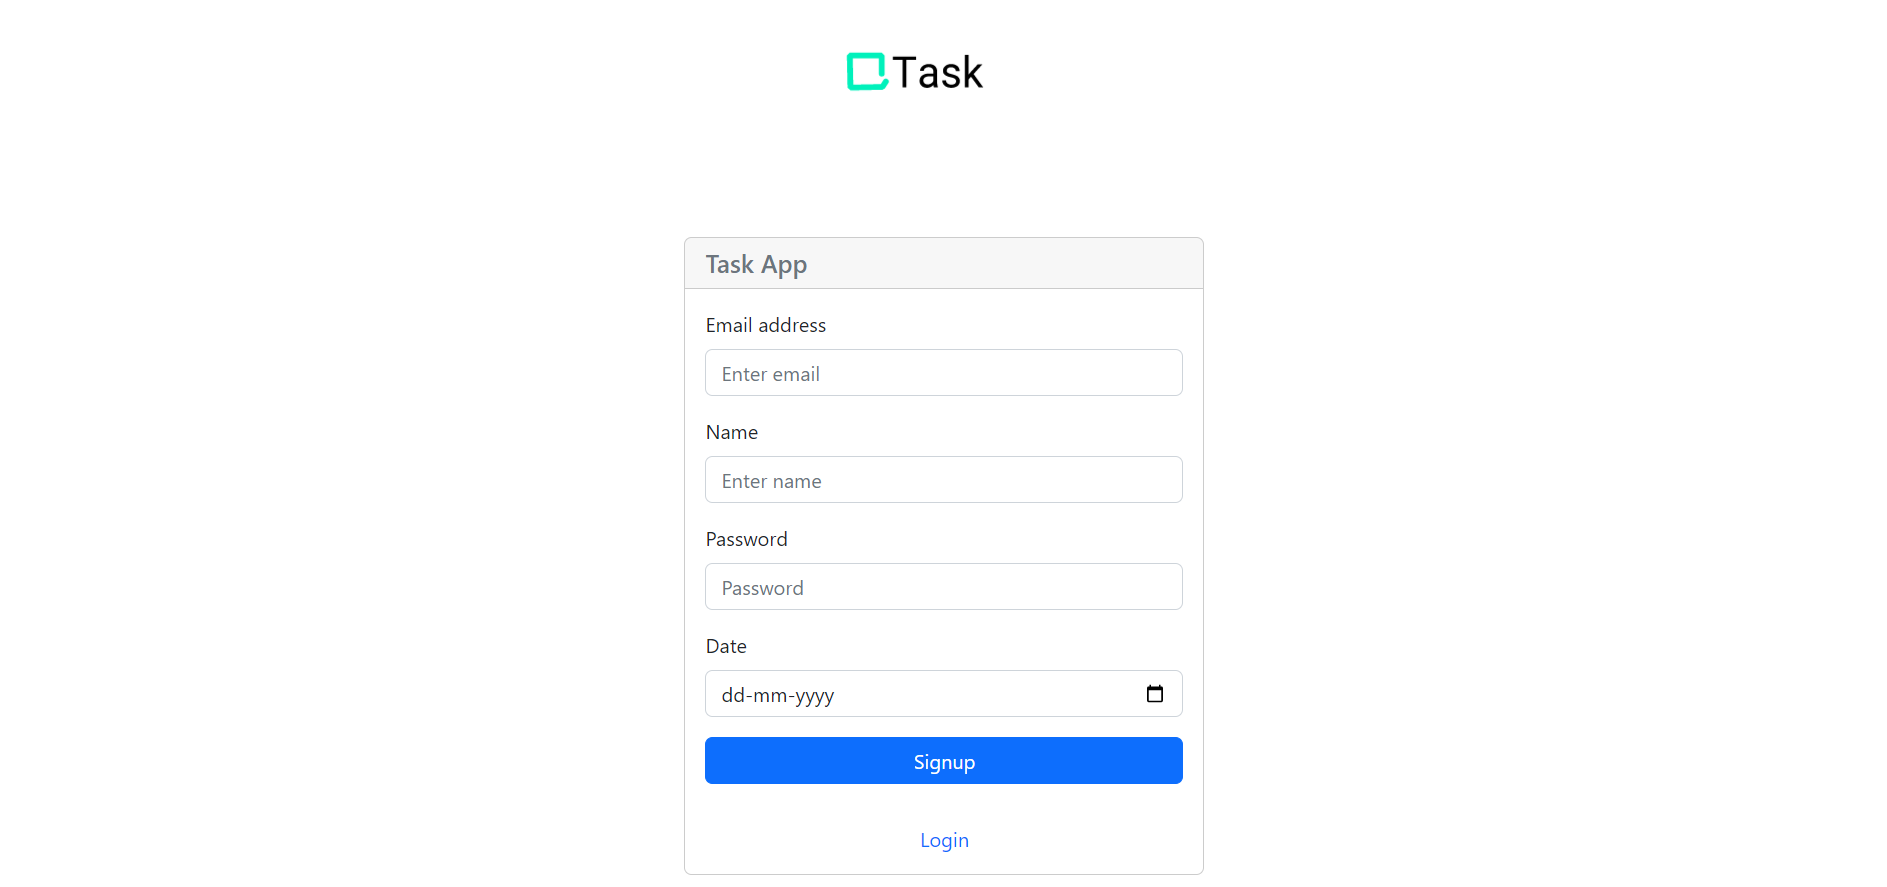 Task
Task App
Email address
Enter email
Name
Enter name
Password
Password
Date
dd-mm-yyyy
Signup
Login